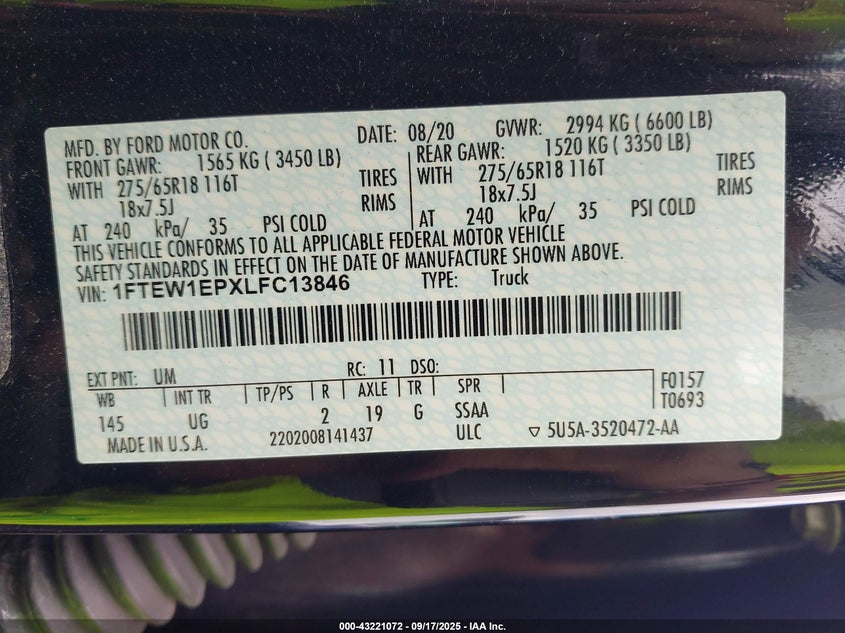 MFD. BY FORD MOTOR CO. DATE: 08/20 GVWR: 2994 KG ( 6600 LB)
FRONT GAWR: 1565 KG ( 3450 LB) REAR GAWR: 1520 KG ( 3350 LB)
WITH 275/65R18 116T TIRES WITH 275/65R18 116T TIRES
18x7.5J RIMS 18x7.5J RIMS
AT 240 kPa/ 35 PSI COLD AT 240 kPa/ 35 PSI COLD
THIS VEHICLE CONFORMS TO ALL APPLICABLE FEDERAL MOTOR VEHICLE
SAFETY STANDARDS IN EFFECT ON THE DATE OF MANUFACTURE SHOWN ABOVE.
VIN: 1FTEW1EPXLFC13846 TYPE: Truck
EXT PNT: UM RC: 11 DSO:
WB INT TR TP/PS R AXLE TR SPR F0157
145 UG 2 19 G SSAA T0693
MADE IN U.S.A. 2202008141437 ULC ▽ 5U5A-3520472-AA
000-43221072 - 09/17/2025 - IAA Inc.